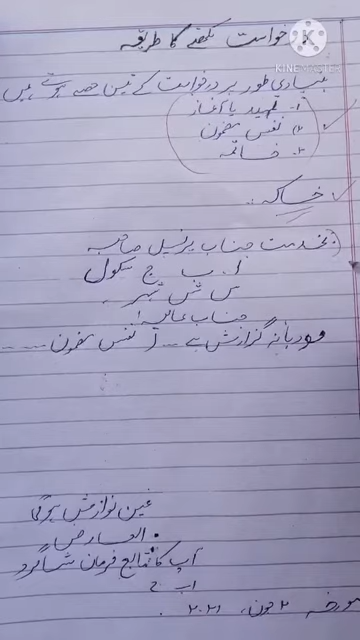 درخواست لکھنے کا طریقہ
KINEMASTER
بنیادی طور پر درخواست کے تین حصے ہوتے ہیں
۱۔ تمہید یا آغاز
۲۔ نفس مضمون
۳۔ خاتمہ
خاکہ :۔
بخدمت جناب پرنسپل صاحب
ا۔ ب ج سکول
س ش شہر ۔
جناب عالیہ!
مودبانہ گزارش ہے ۔۔۔۔ نفس مضمون ۔۔۔۔۔۔
عین نوازش ہوگی
العارض
آپ کا تابع فرمان شاگرد
ا ب ج
مورخہ ۲ جون، ۲۰۲۱ .